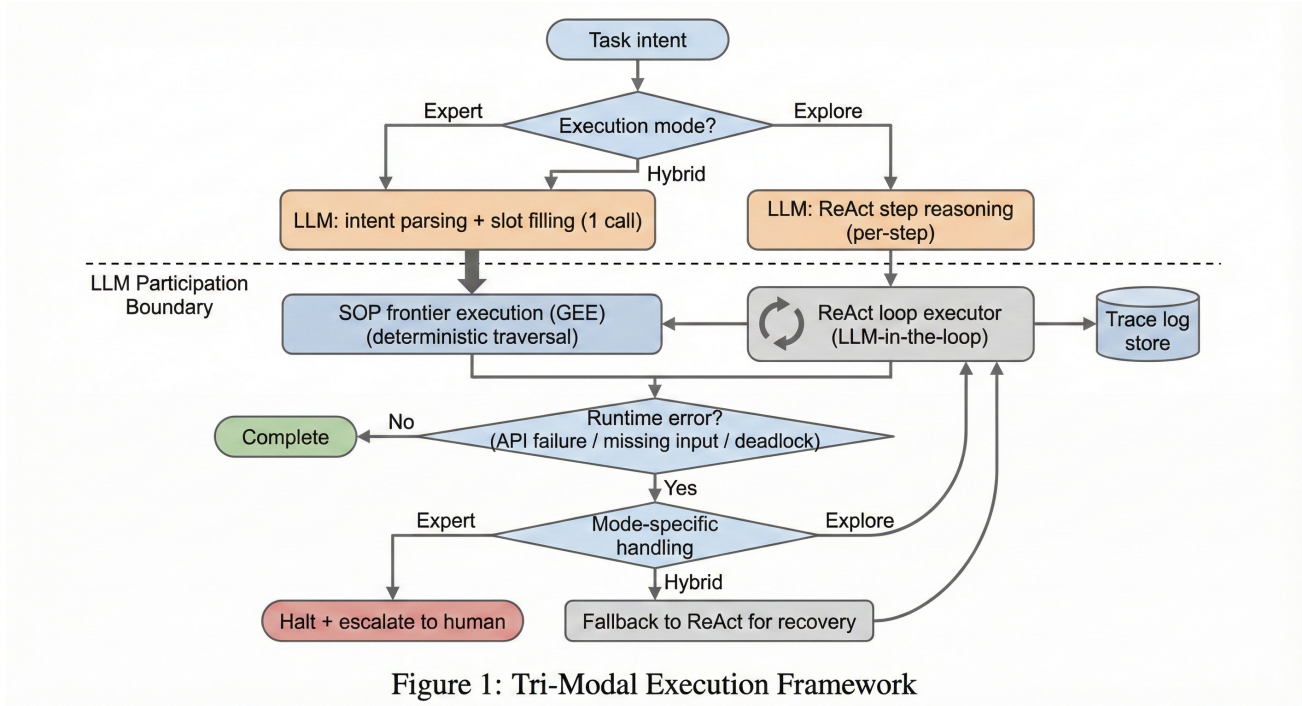 Task intent
Expert
Execution mode?
Explore
Hybrid
LLM: intent parsing + slot filling (1 call)
LLM: ReAct step reasoning
(per-step)
LLM Participation
Boundary
SOP frontier execution (GEE)
(deterministic traversal)
ReAct loop executor
(LLM-in-the-loop)
Trace log
store
Runtime error?
(API failure / missing input / deadlock)
No
Complete
Yes
Expert
Mode-specific
handling
Explore
Hybrid
Halt + escalate to human
Fallback to ReAct for recovery
Figure 1: Tri-Modal Execution Framework